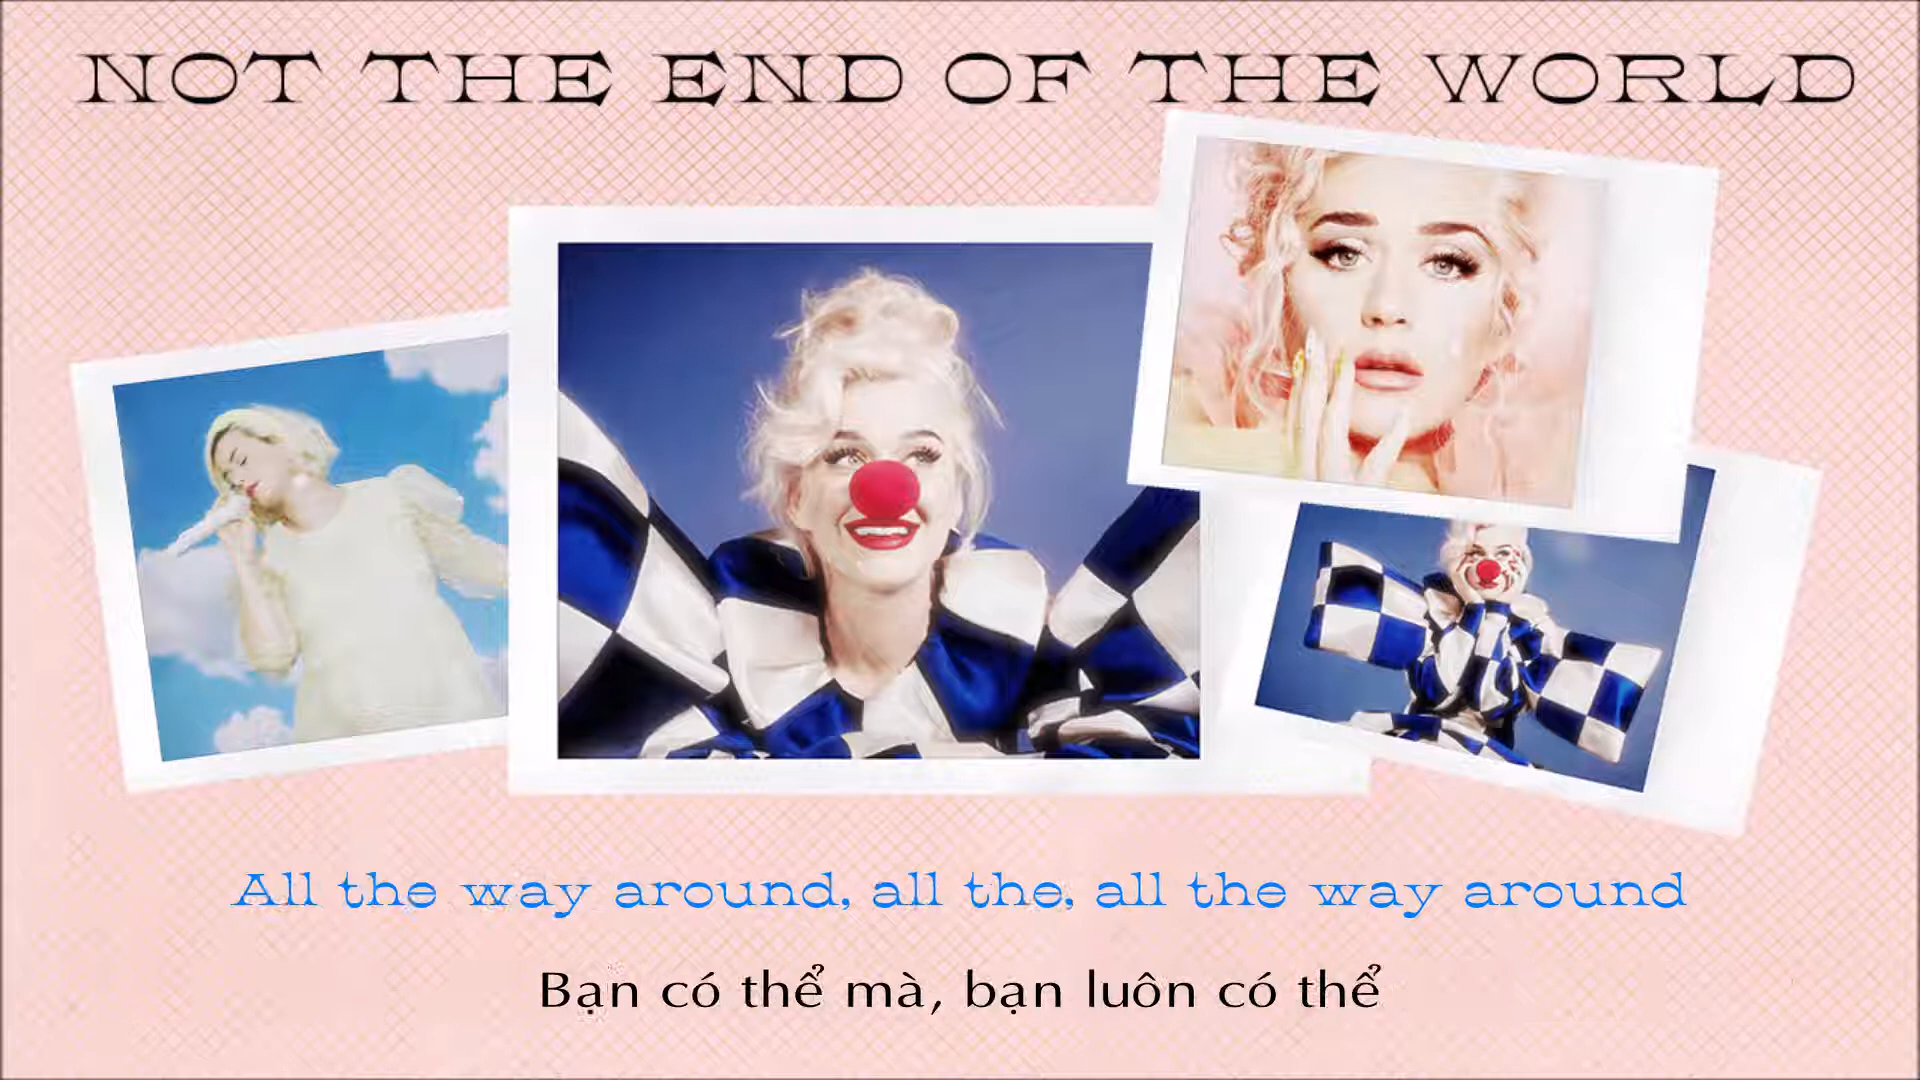 NOT THE END OF THE WORLD
All the way around, all the, all the way around
Bạn có thể mà, bạn luôn có thể